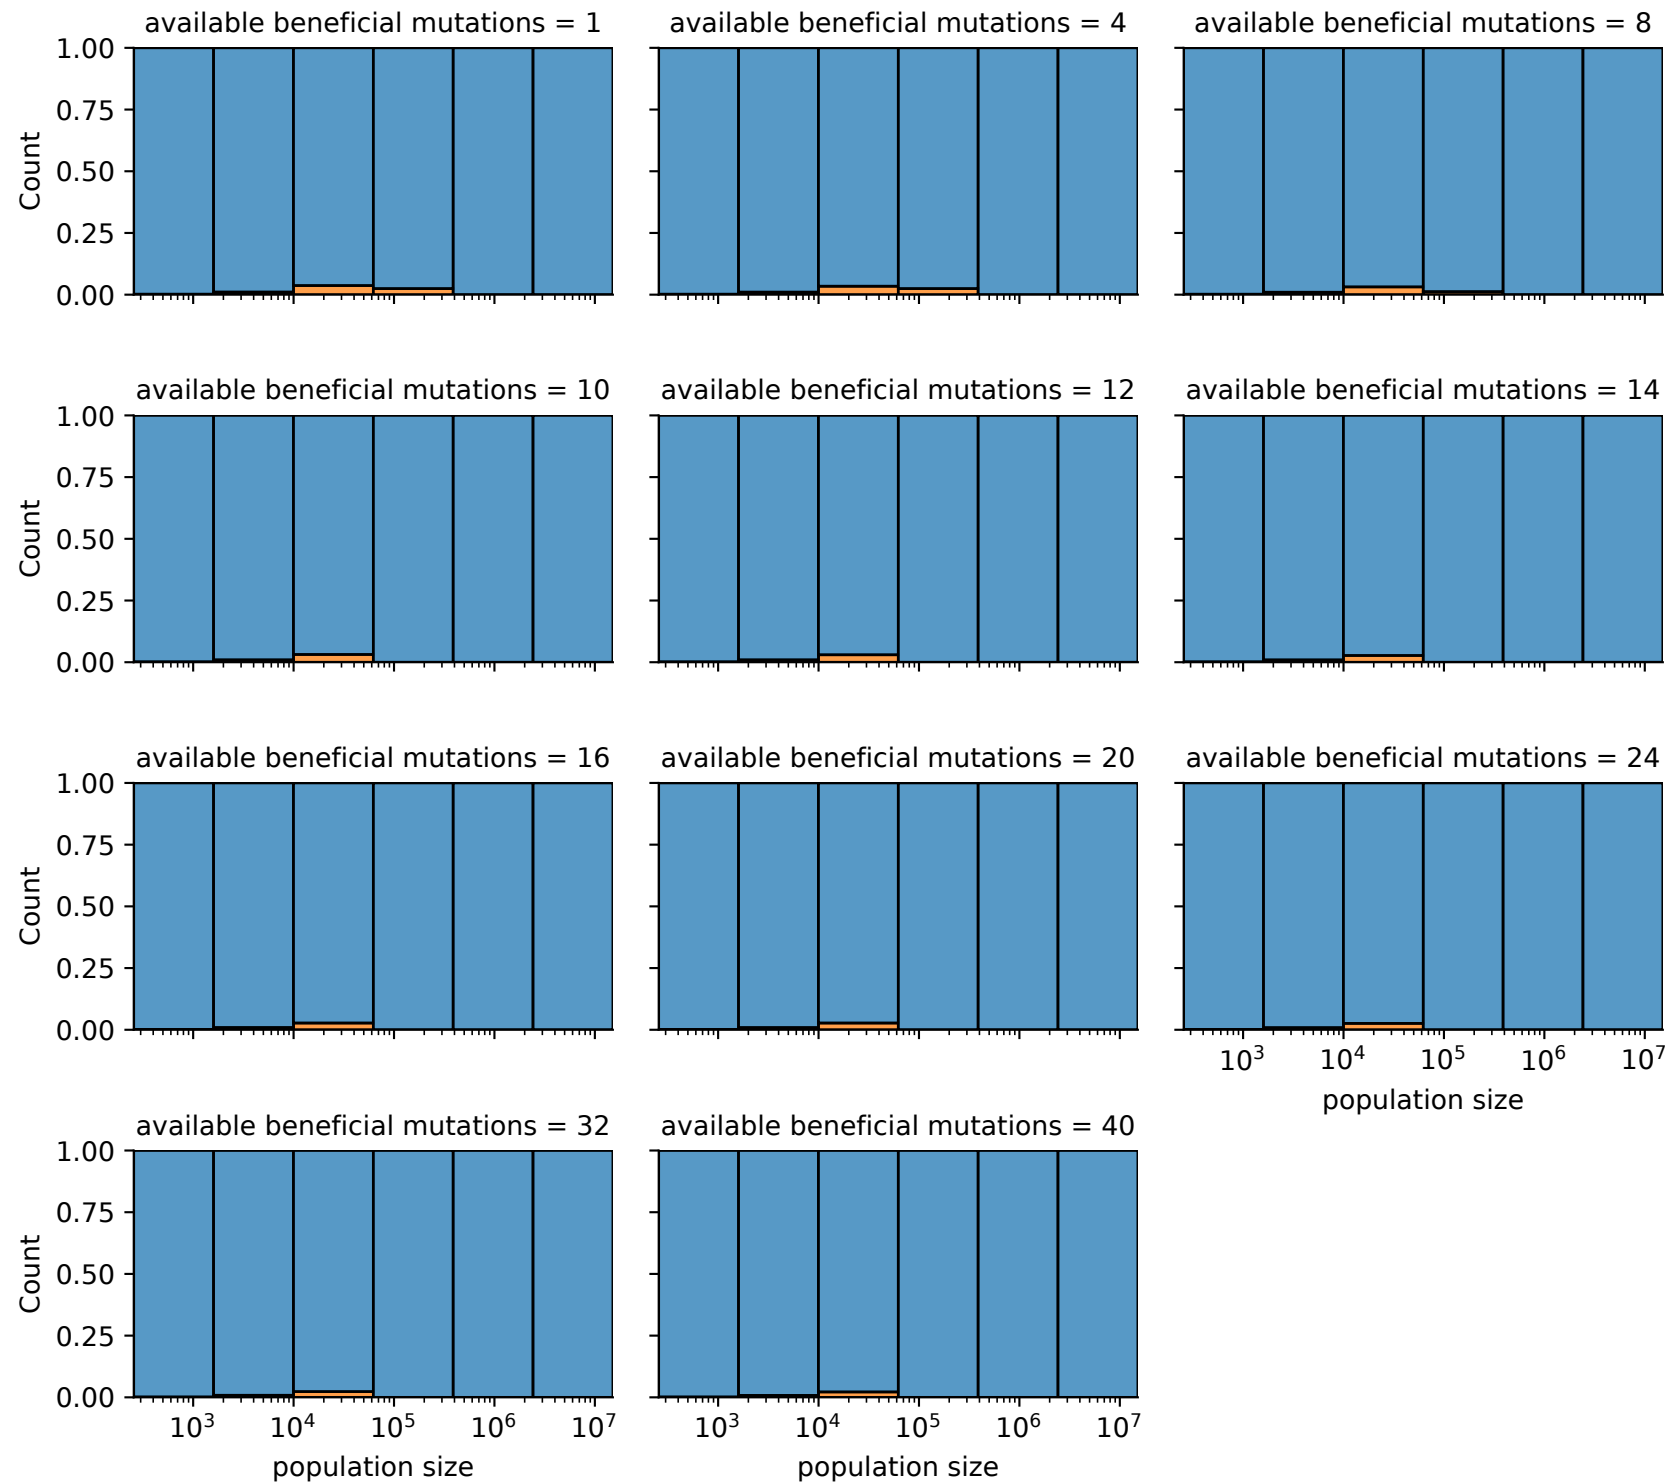 available beneficial mutations = 1
available beneficial mutations = 4
available beneficial mutations = 8
1.00
0.75
0.50
0.25
0.00
Count
available beneficial mutations = 10
available beneficial mutations = 12
available beneficial mutations = 14
1.00
0.75
0.50
0.25
0.00
Count
available beneficial mutations = 16
available beneficial mutations = 20
available beneficial mutations = 24
1.00
0.75
0.50
0.25
0.00
Count
10³ 10⁴ 10⁵ 10⁶ 10⁷
population size
available beneficial mutations = 32
available beneficial mutations = 40
1.00
0.75
0.50
0.25
0.00
Count
10³ 10⁴ 10⁵ 10⁶ 10⁷
population size
10³ 10⁴ 10⁵ 10⁶ 10⁷
population size